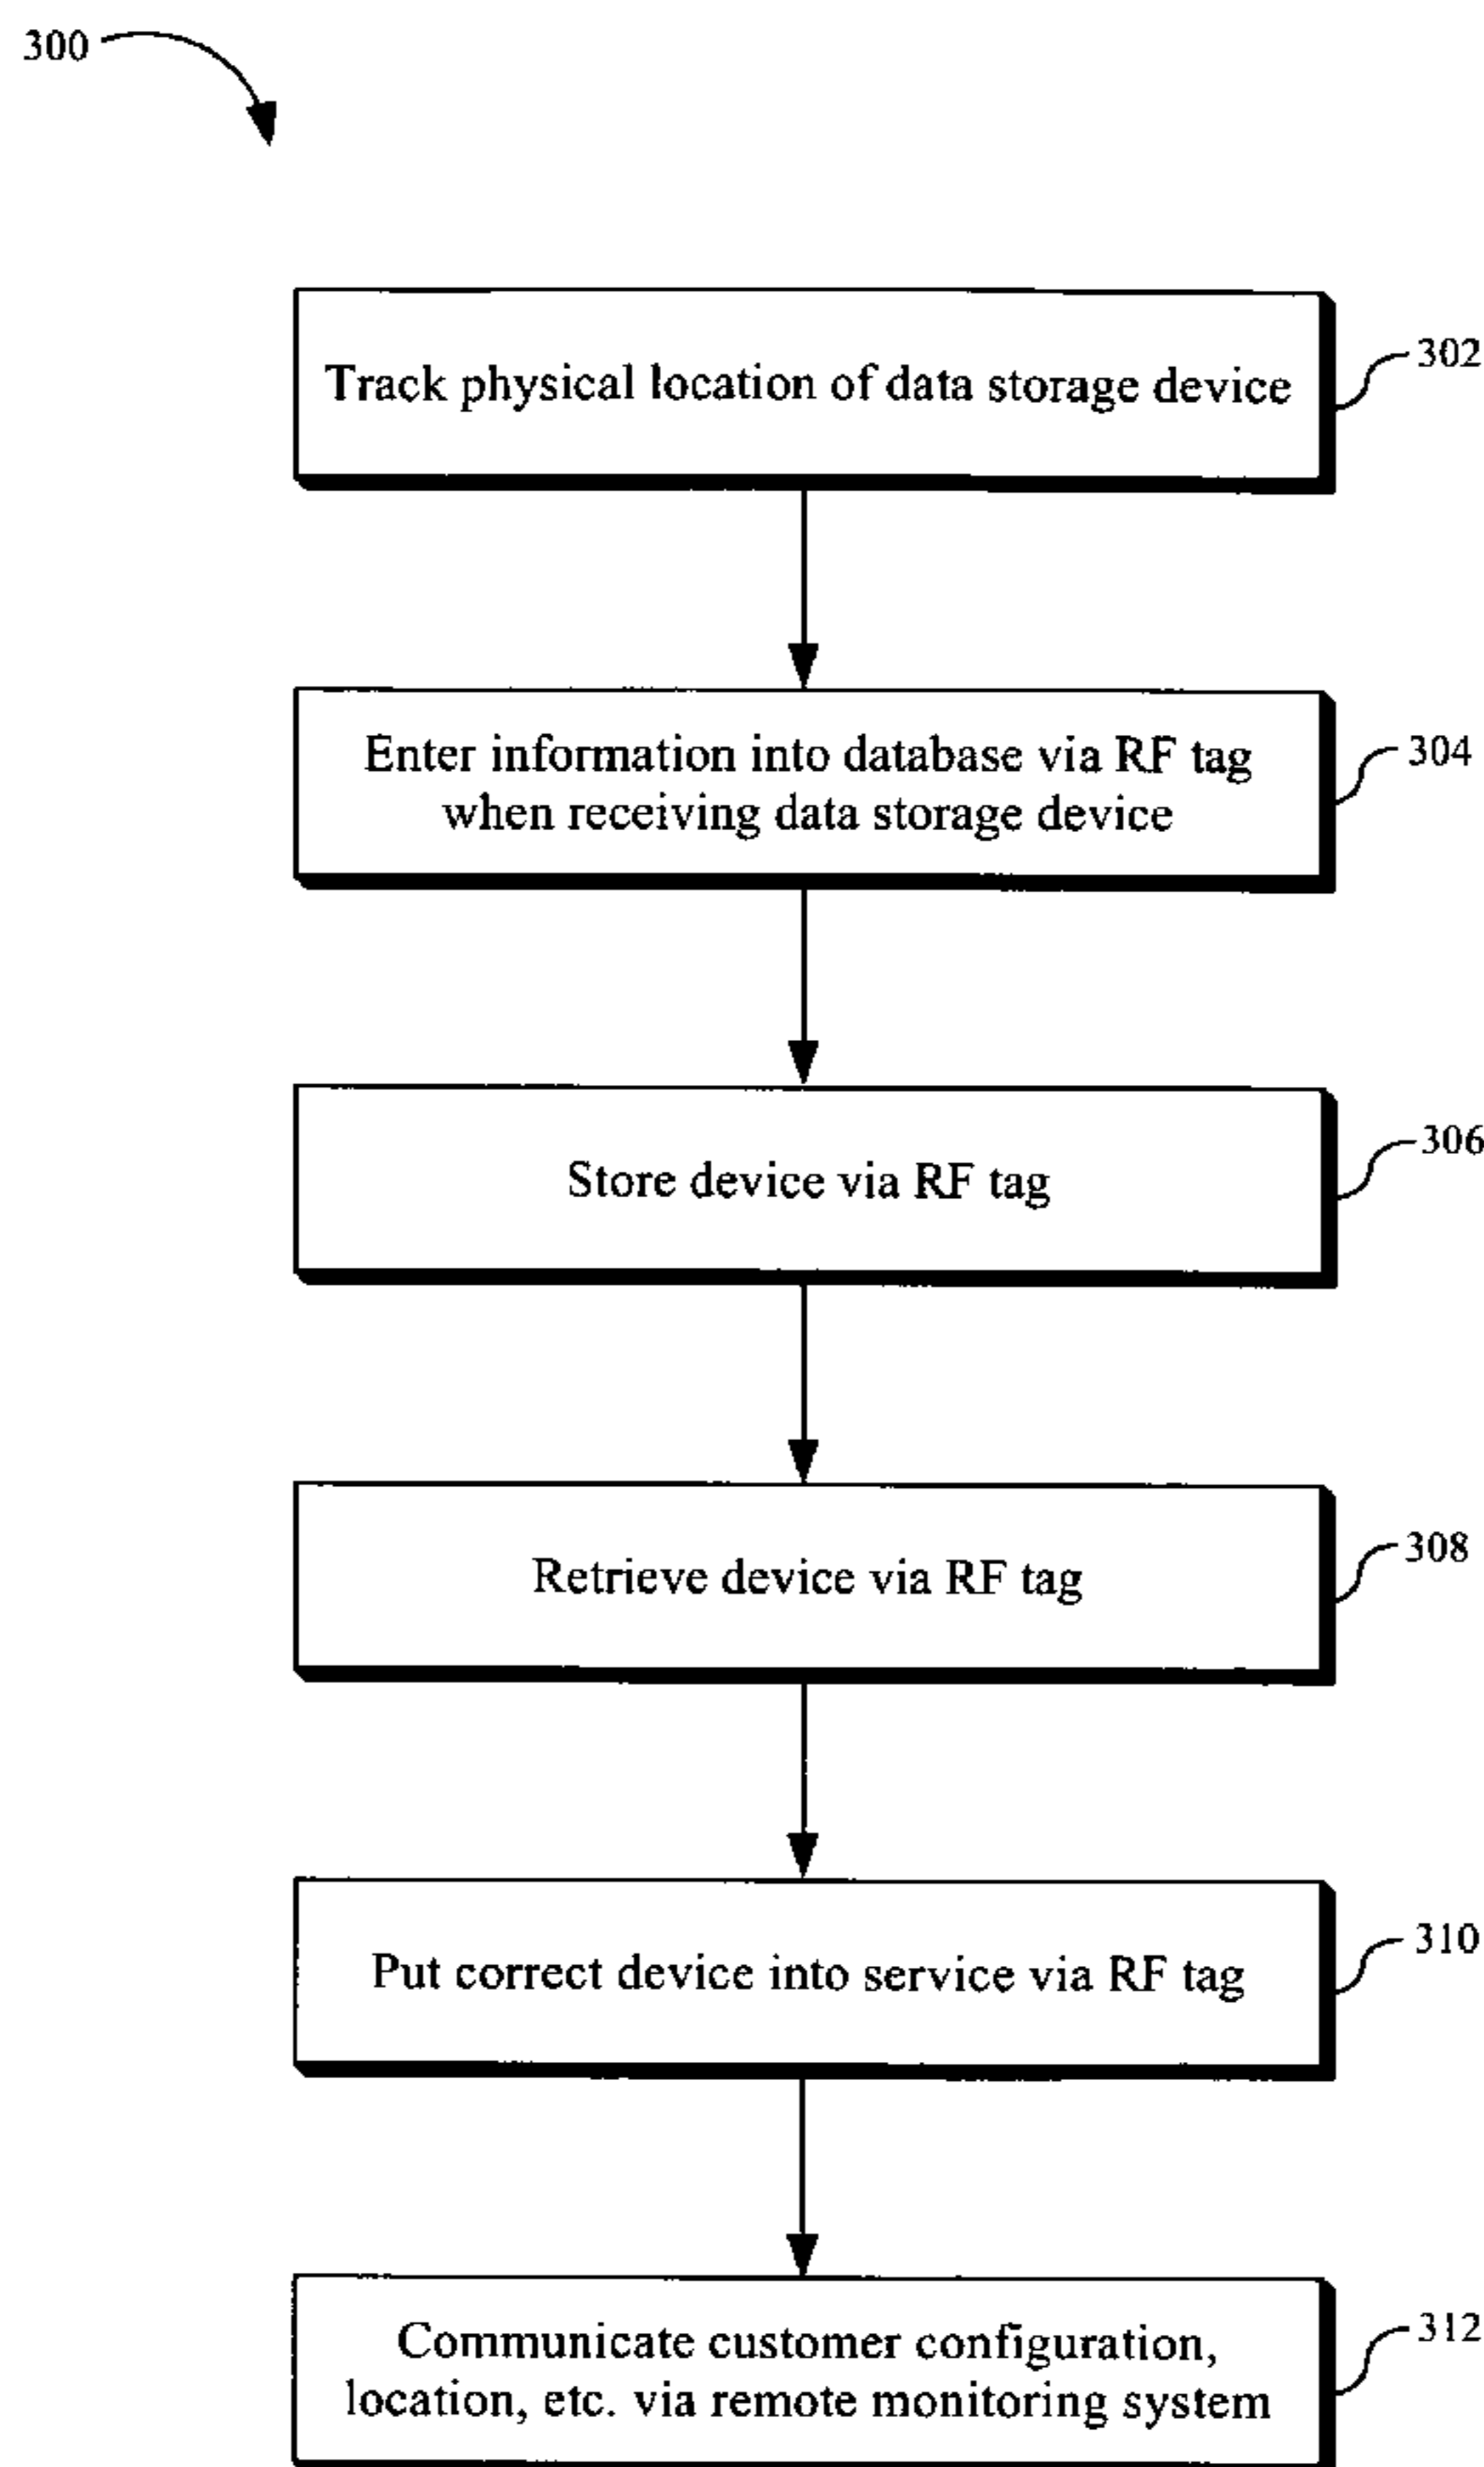 300
Track physical location of data storage device
302
Enter information into database via RF tag
when receiving data storage device
304
Store device via RF tag
306
Retrieve device via RF tag
308
Put correct device into service via RF tag
310
Communicate customer configuration,
location, etc. via remote monitoring system
312